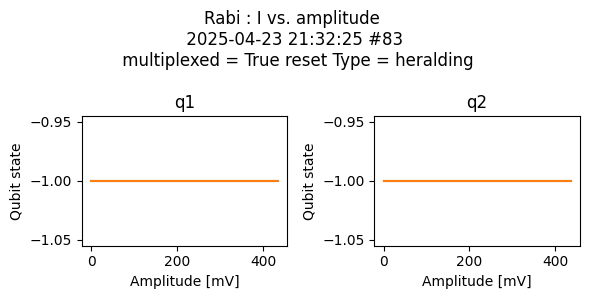 Rabi : I vs. amplitude
2025-04-23 21:32:25 #83
multiplexed = True reset Type = heralding
q1
q2
Qubit state
−0.95
−1.00
−1.05
0
200
400
Amplitude [mV]
Qubit state
−0.95
−1.00
−1.05
0
200
400
Amplitude [mV]